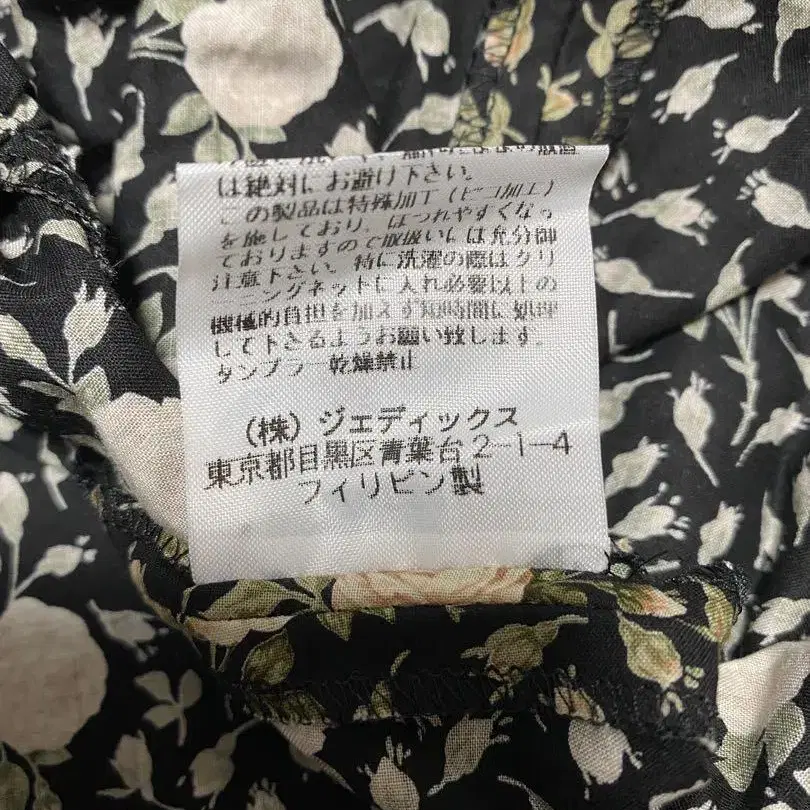 は絶対にお避け下さい。
この製品は特殊加工(ピコ加工)
を施しており、ほつれやすくなっ
ておりますので取扱いには充分御
注意下さい。特に洗濯の際はクリ
ーニングネットに入れ必要以上の
機械的負担を加えず短時間に処理
して下さるようお願い致します。
タンブラー乾燥禁止
(株)ジェディックス
東京都目黒区青葉台2-1-4
フィリピン製